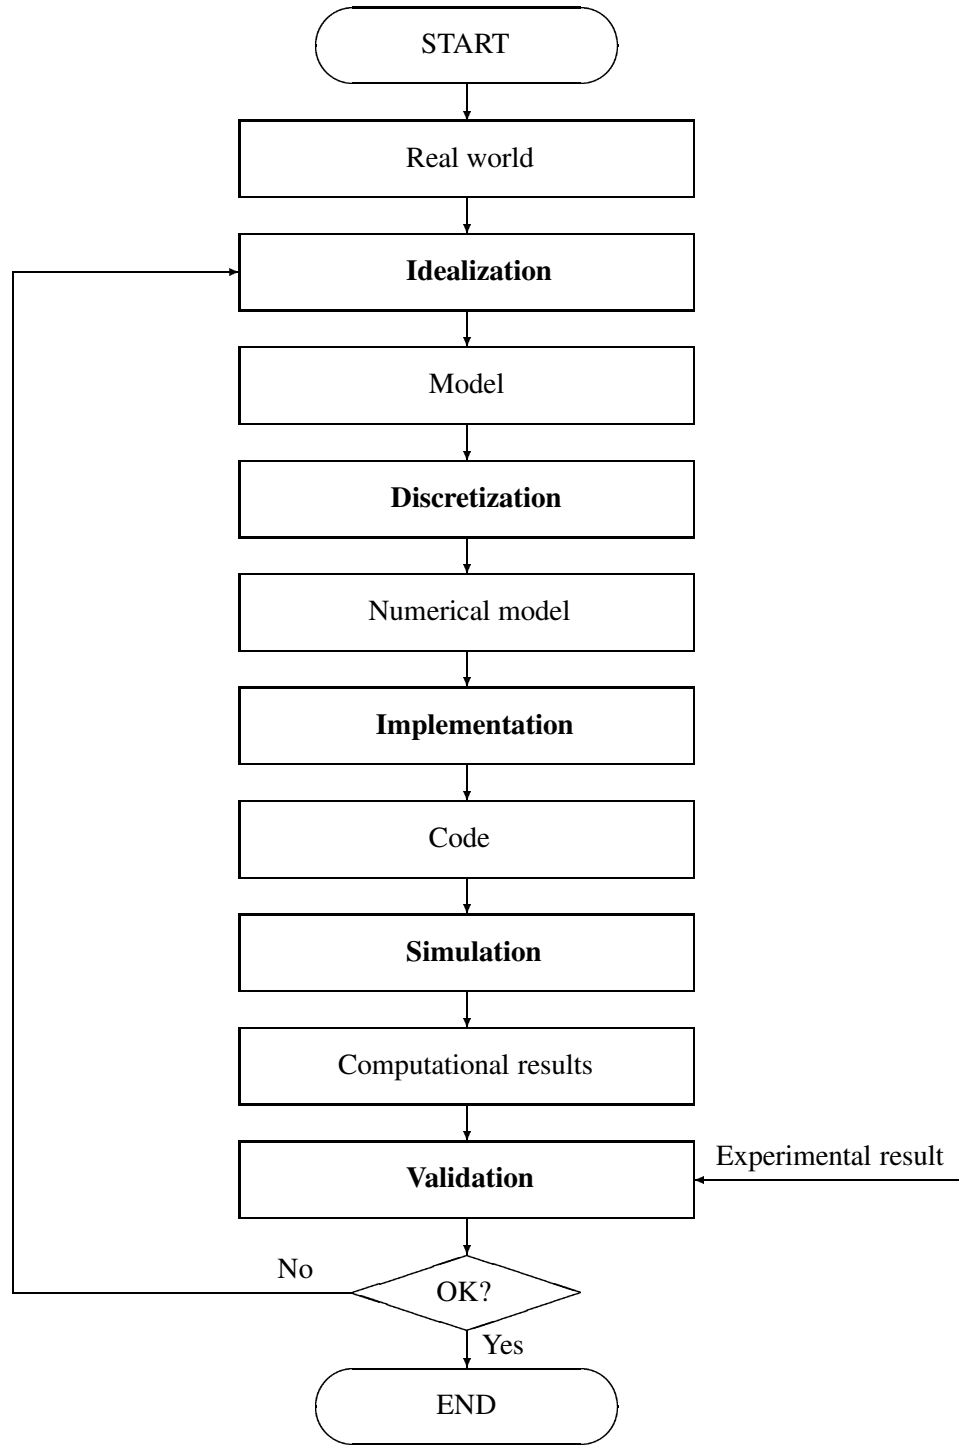 START
Real world
Idealization
Model
Discretization
Numerical model
Implementation
Code
Simulation
Computational results
Experimental result
Validation
No
OK?
Yes
END